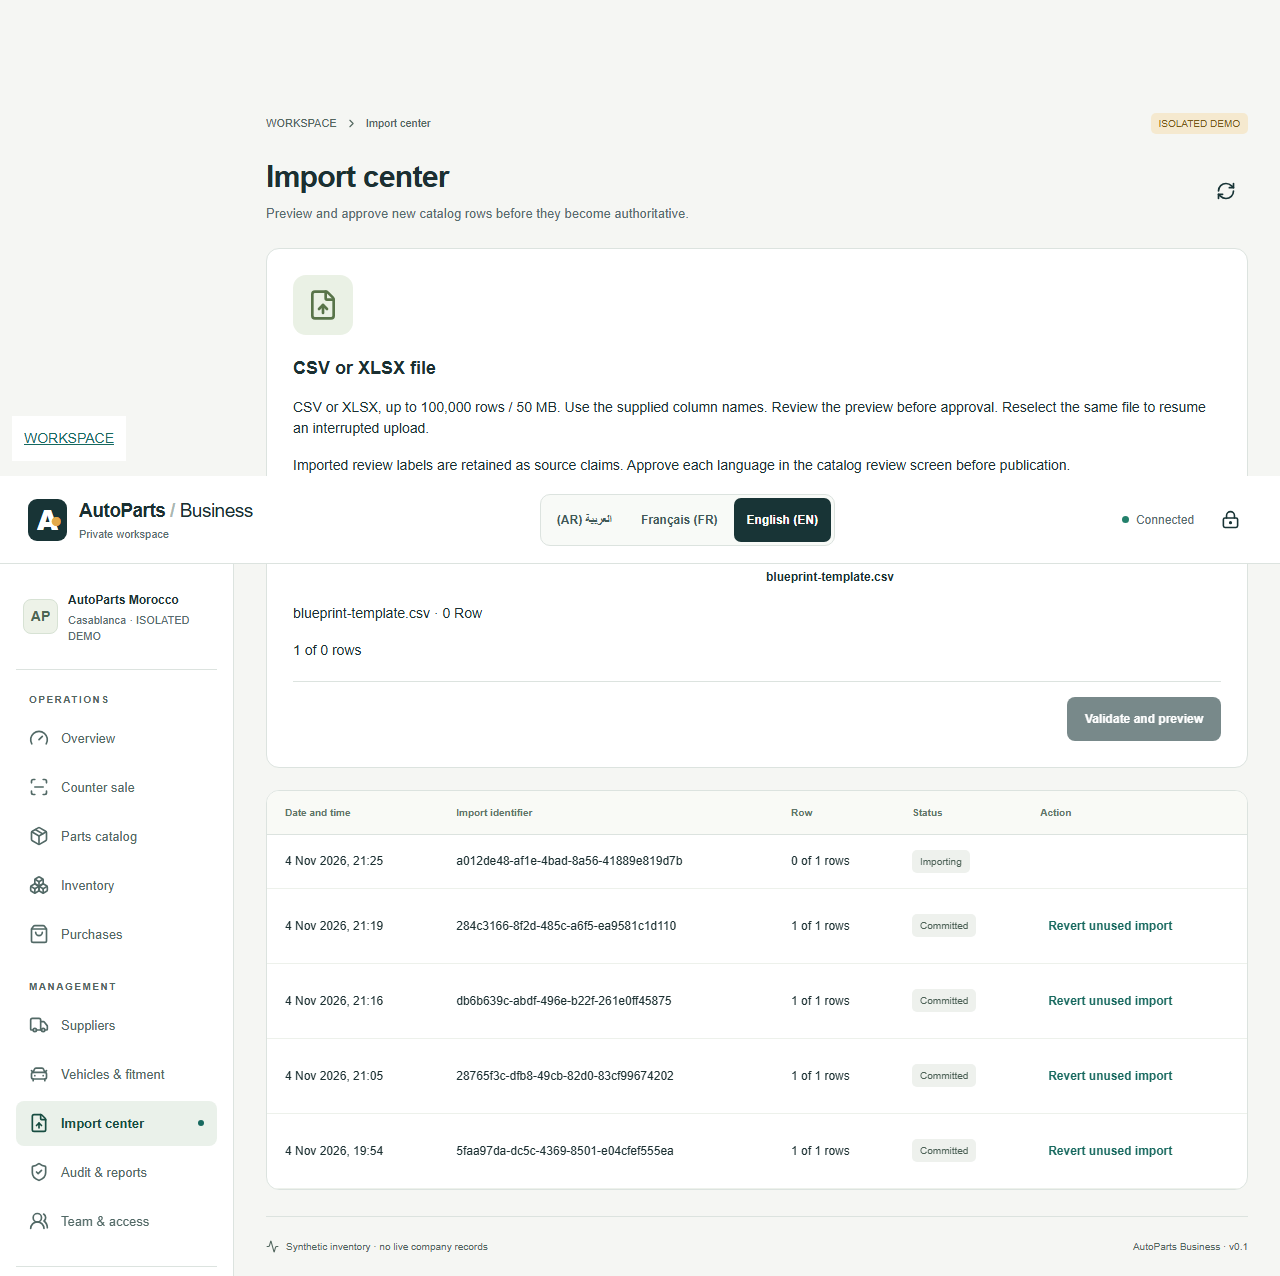 WORKSPACE
Import center
ISOLATED DEMO
Import center
Preview and approve new catalog rows before they become authoritative.
CSV or XLSX file
CSV or XLSX, up to 100,000 rows / 50 MB. Use the supplied column names. Review the preview before approval. Reselect the same file to resume
an interrupted upload.
WORKSPACE
Imported review labels are retained as source claims. Approve each language in the catalog review screen before publication.
A
AutoParts / Business
Private workspace
العربية (AR)
Français (FR)
English (EN)
Connected
blueprint-template.csv
AP
AutoParts Morocco
Casablanca · ISOLATED
DEMO
blueprint-template.csv · 0 Row
1 of 0 rows
Validate and preview
OPERATIONS
Overview
Counter sale
Parts catalog
Inventory
Purchases
MANAGEMENT
Suppliers
Vehicles & fitment
Import center
Audit & reports
Team & access
Date and time Import identifier Row Status Action
4 Nov 2026, 21:25 a012de48-af1e-4bad-8a56-41889e819d7b 0 of 1 rows Importing
4 Nov 2026, 21:19 284c3166-8f2d-485c-a6f5-ea9581c1d110 1 of 1 rows Committed Revert unused import
4 Nov 2026, 21:16 db6b639c-abdf-496e-b22f-261e0ff45875 1 of 1 rows Committed Revert unused import
4 Nov 2026, 21:05 28765f3c-dfb8-49cb-82d0-83cf99674202 1 of 1 rows Committed Revert unused import
4 Nov 2026, 19:54 5faa97da-dc5c-4369-8501-e04cfef555ea 1 of 1 rows Committed Revert unused import
Synthetic inventory · no live company records
AutoParts Business · v0.1